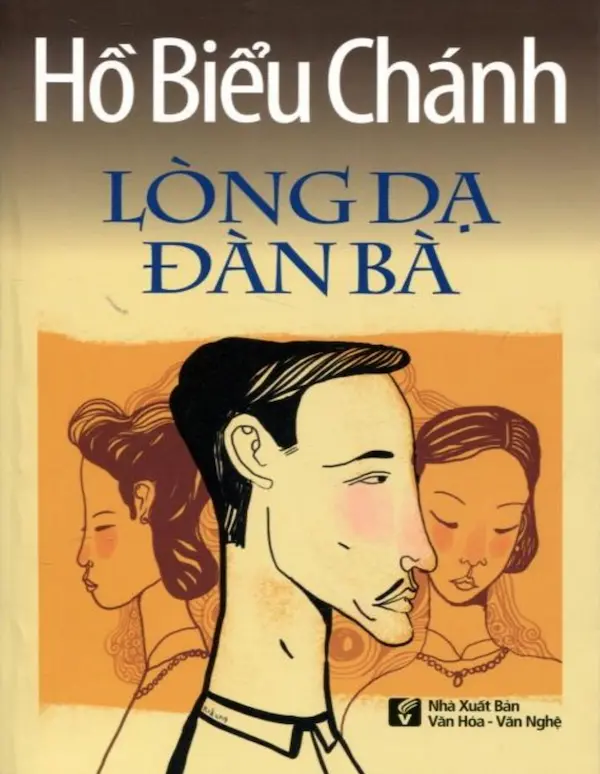 Hồ Biểu Chánh
LÒNG DẠ
ĐÀN BÀ
Nhà Xuất Bản
Văn Hóa - Văn Nghệ